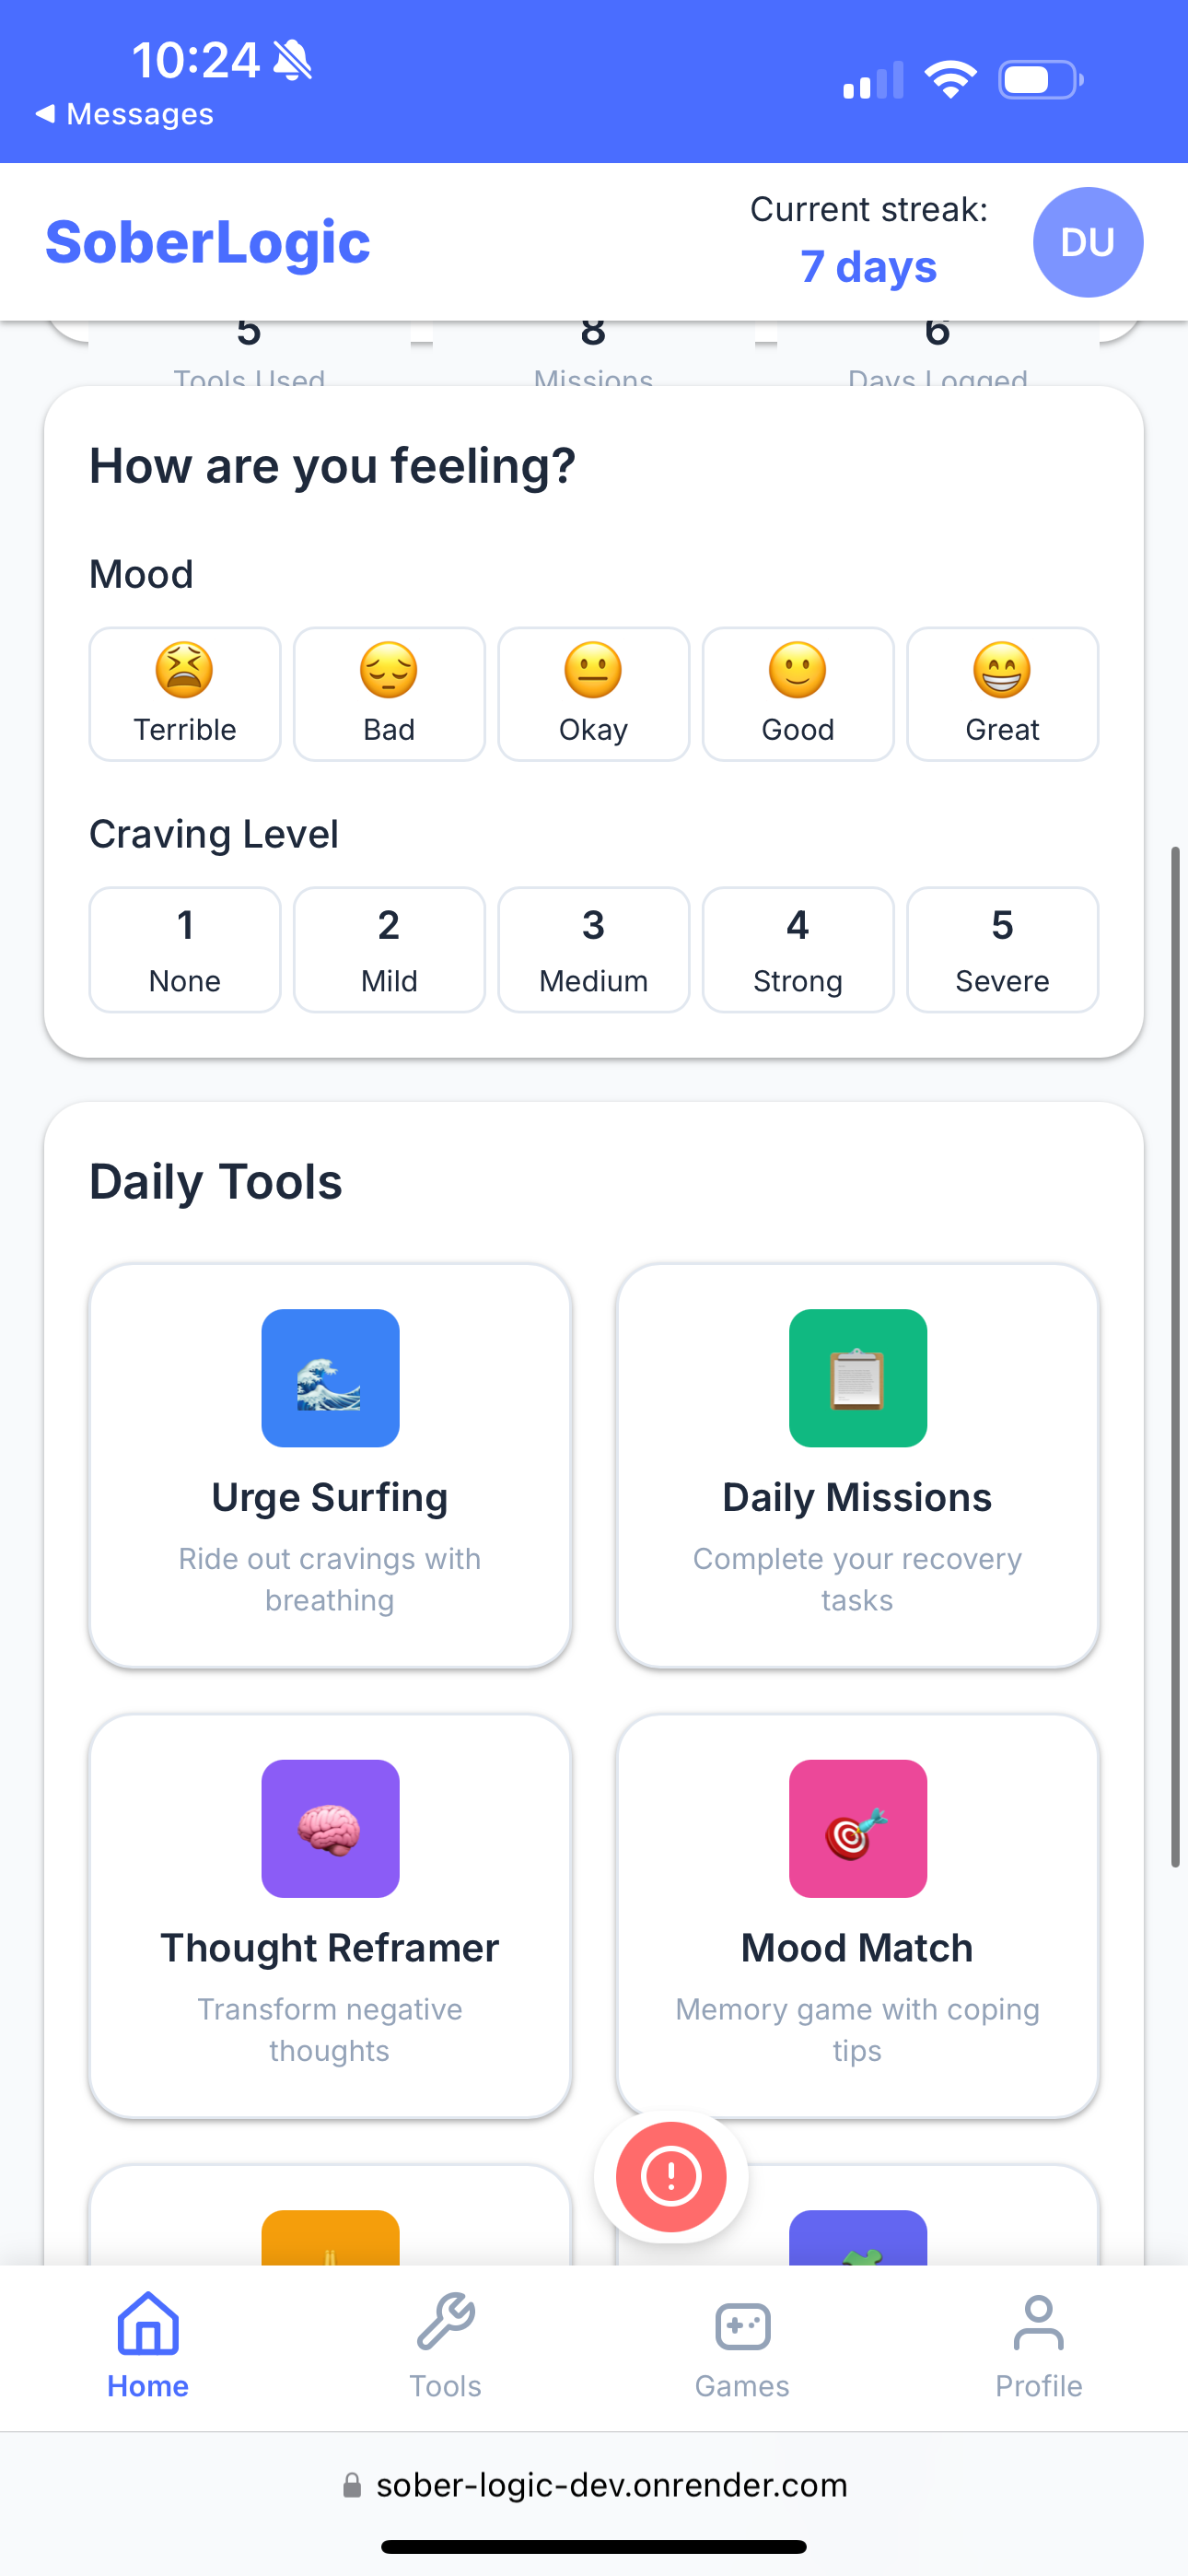 10:24
Messages
SoberLogic
Current streak:
7 days
DU
5
8
6
Tools Used
Missions
Days Logged
How are you feeling?
Mood
Terrible
Bad
Okay
Good
Great
Craving Level
1
2
3
4
5
None
Mild
Medium
Strong
Severe
Daily Tools
Urge Surfing
Ride out cravings with
breathing
Daily Missions
Complete your recovery
tasks
Thought Reframer
Transform negative
thoughts
Mood Match
Memory game with coping
tips
Home
Tools
Games
Profile
sober-logic-dev.onrender.com